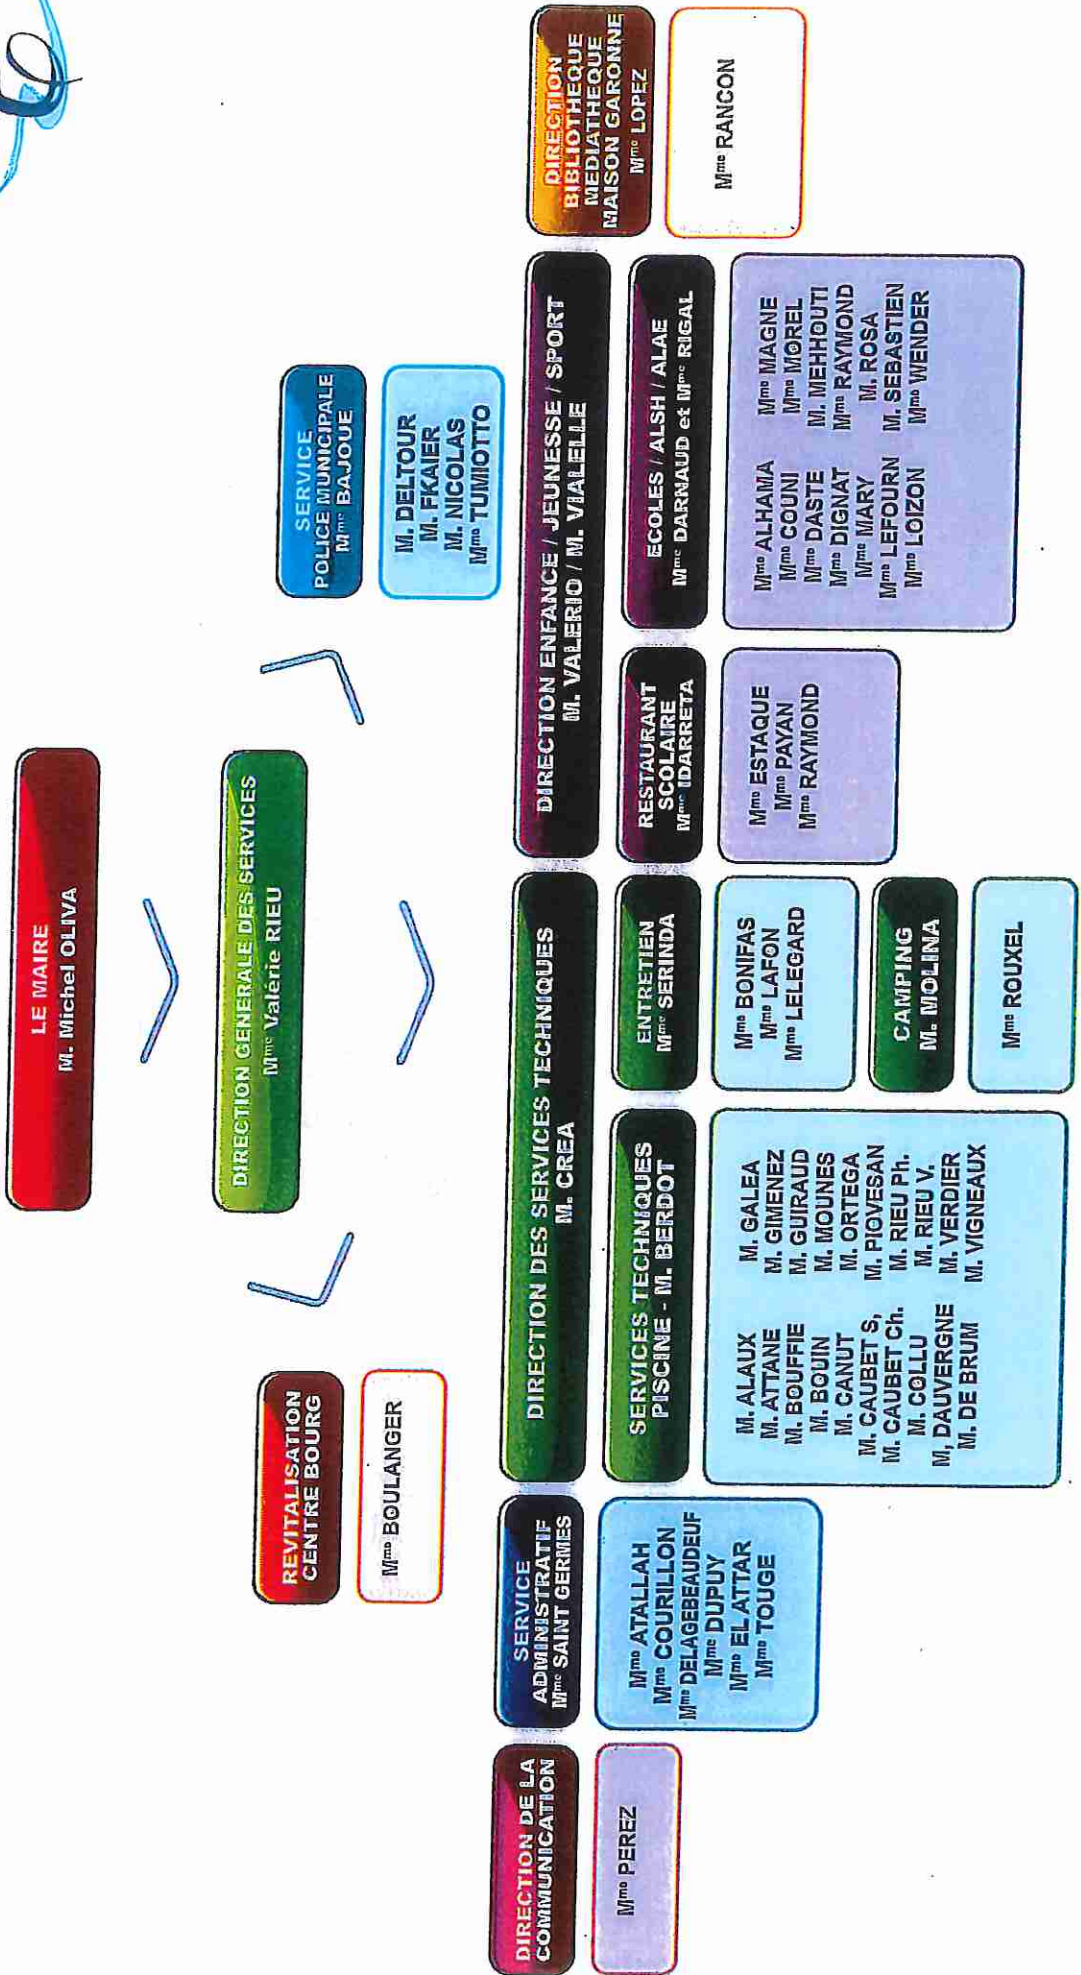 LE MAIRE
M. Michel OLIVA
DIRECTION GENERALE DES SERVICES
Mme Valérie RIEU
REVITALISATION
CENTRE BOURG
Mme BOULANGER
SERVICE
POLICE MUNICIPALE
Mme BAJOUE
M. DELTOUR
M. FKAIER
M. NICOLAS
Mme TUMIOTTO
DIRECTION DE LA
COMMUNICATION
Mme PEREZ
SERVICE
ADMINISTRATIF
Mme SAINT GERMES
Mme ATALLAH
Mme COURILLON
Mme DELAGEBEAUDEUF
Mme DUPUY
Mme EL ATTAR
Mme TOUGE
DIRECTION DES SERVICES TECHNIQUES
M. CREA
SERVICES TECHNIQUES
PISCINE - M. BERDOT
M. ALAUX
M. ATTANE
M. BOUFFIE
M. BOUIN
M. CANUT
M. CAUBET S,
M. CAUBET Ch.
M. COLLU
M, DAUVERGNE
M. DE BRUM
M. GALEA
M. GIMENEZ
M. GUIRAUD
M. MOUNES
M. ORTEGA
M. PIOVESAN
M. RIEU Ph.
M. RIEU V.
M. VERDIER
M. VIGNEAUX
ENTRETIEN
Mme SERINDA
Mme BONIFAS
Mme LAFON
Mme LELEGARD
CAMPING
M. MOLINA
Mme ROUXEL
DIRECTION ENFANCE / JEUNESSE / SPORT
M. VALERIO / M. VIALELLE
RESTAURANT
SCOLAIRE
Mme IDARRETA
Mme ESTAQUE
Mme PAYAN
Mme RAYMOND
ECOLES / ALSH / ALAE
Mme DARNAUD et Mme RIGAL
Mme ALHAMA
Mme COUNI
Mme DASTE
Mme DIGNAT
Mme MARY
Mme LEFOURN
Mme LOIZON
Mme MAGNE
Mme MOREL
M. MEHHOUTI
Mme RAYMOND
M. ROSA
M. SEBASTIEN
Mme WENDER
DIRECTION
BIBLIOTHEQUE
MEDIATHEQUE
MAISON GARONNE
Mme LOPEZ
Mme RANCON